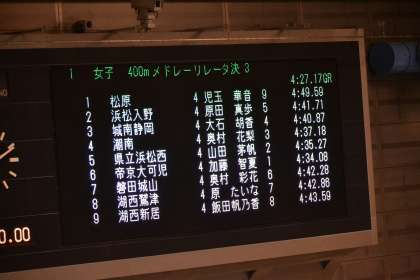 1 女子 400mメドレーリレータ決 3
4:27.17GR
1 松原 4 児玉 華音 9 4:49.59
2 浜松入野 4 原田 真歩 5 4:41.71
3 城南静岡 4 大石 胡香 4 4:40.87
4 潮南 4 奥村 花梨 3 4:37.18
5 県立浜松西 4 山田 茅帆 2 4:35.27
6 帝京大可児 4 加藤 智夏 1 4:34.08
7 磐田城山 4 奥村 彩花 6 4:28.28
8 湖西鷲津 4 原 たいな 7 4:42.86
9 湖西新居 4 飯田帆乃香 8 4:43.59
0.00